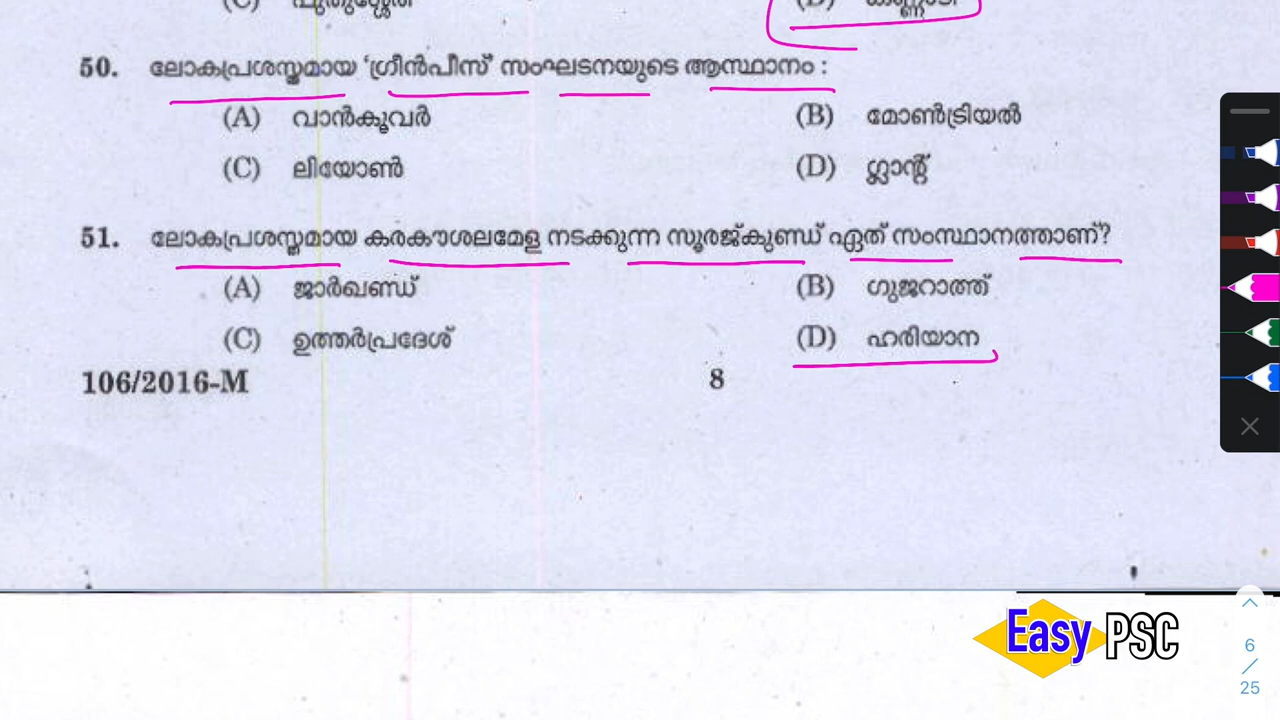 50. ലോകപ്രശസ്തമായ ‘ഗ്രീൻപീസ്’ സംഘടനയുടെ ആസ്ഥാനം :
(A) വാൻകൂവർ (B) മോൺട്രിയൽ
(C) ലിയോൺ (D) ഗ്ലാന്റ്
51. ലോകപ്രശസ്തമായ കരകൗശലമേള നടക്കുന്ന സൂരജ്കുണ്ഡ് ഏത് സംസ്ഥാനത്താണ്?
(A) ജാർഖണ്ഡ് (B) ഗുജറാത്ത്
(C) ഉത്തർപ്രദേശ് (D) ഹരിയാന
106/2016-M 8
Easy PSC
6
/
25